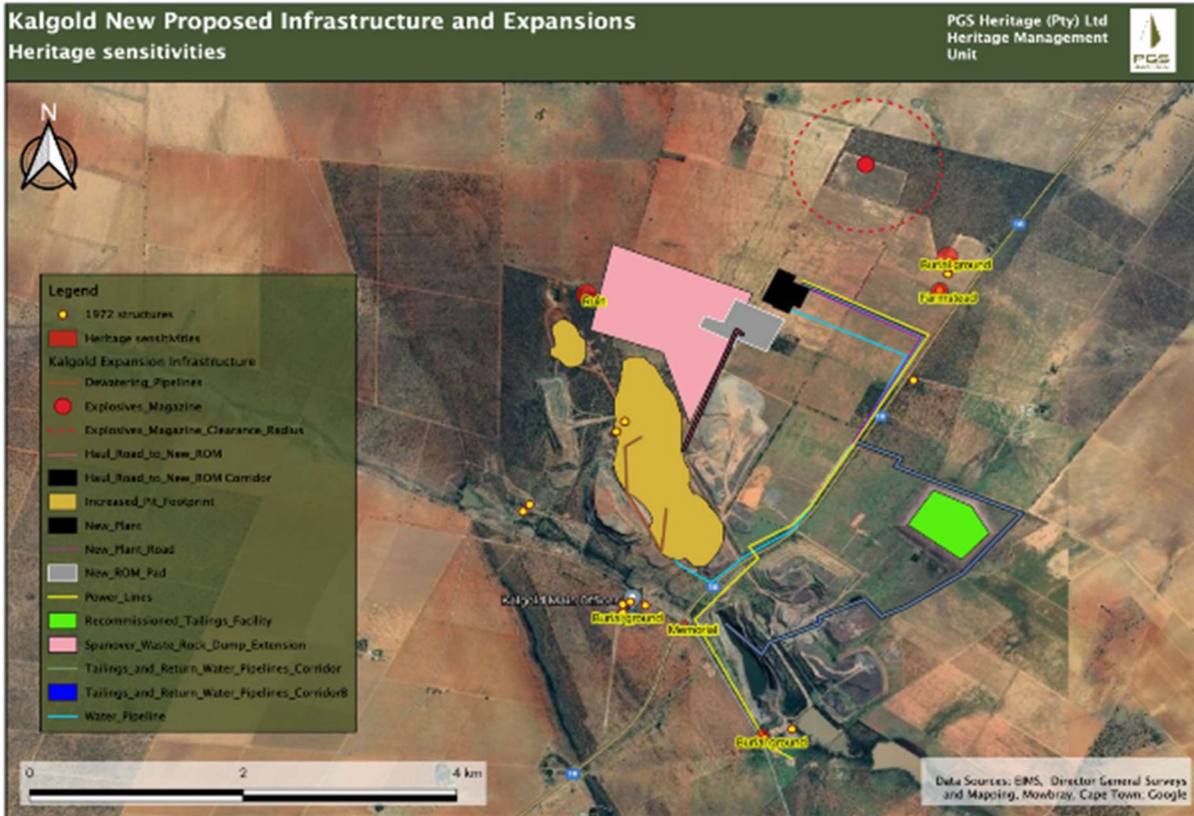 Kalgold New Proposed Infrastructure and Expansions
Heritage sensitivities
PGS Heritage (Pty) Ltd
Heritage Management
Unit
PGS
N
Burial ground
Farmstead
Ruin
Legend
1972 structures
Heritage sensitivities
Kalgold Expansion Infrastructure
Dewatering_Pipelines
Explosives_Magazine
Explosives_Magazine_Clearance_Radius
Haul_Road_to_New_ROM
Haul_Road_to_New_ROM Corridor
Increased_Pit_Footprint
New_Plant
New_Plant_Road
New_ROM_Pad
Power_Lines
Recommissioned_Tailings_Facility
Spanover_Waste_Rock_Dump_Extension
Tailings_and_Return_Water_Pipelines_Corridor
Tailings_and_Return_Water_Pipelines_CorridorB
Water_Pipeline
Kalgold Main Office
Burial ground
Memorial
Burial ground
0 2 4 km
Data Sources: EIMS, Director General Surveys
and Mapping, Mowbray, Cape Town; Google